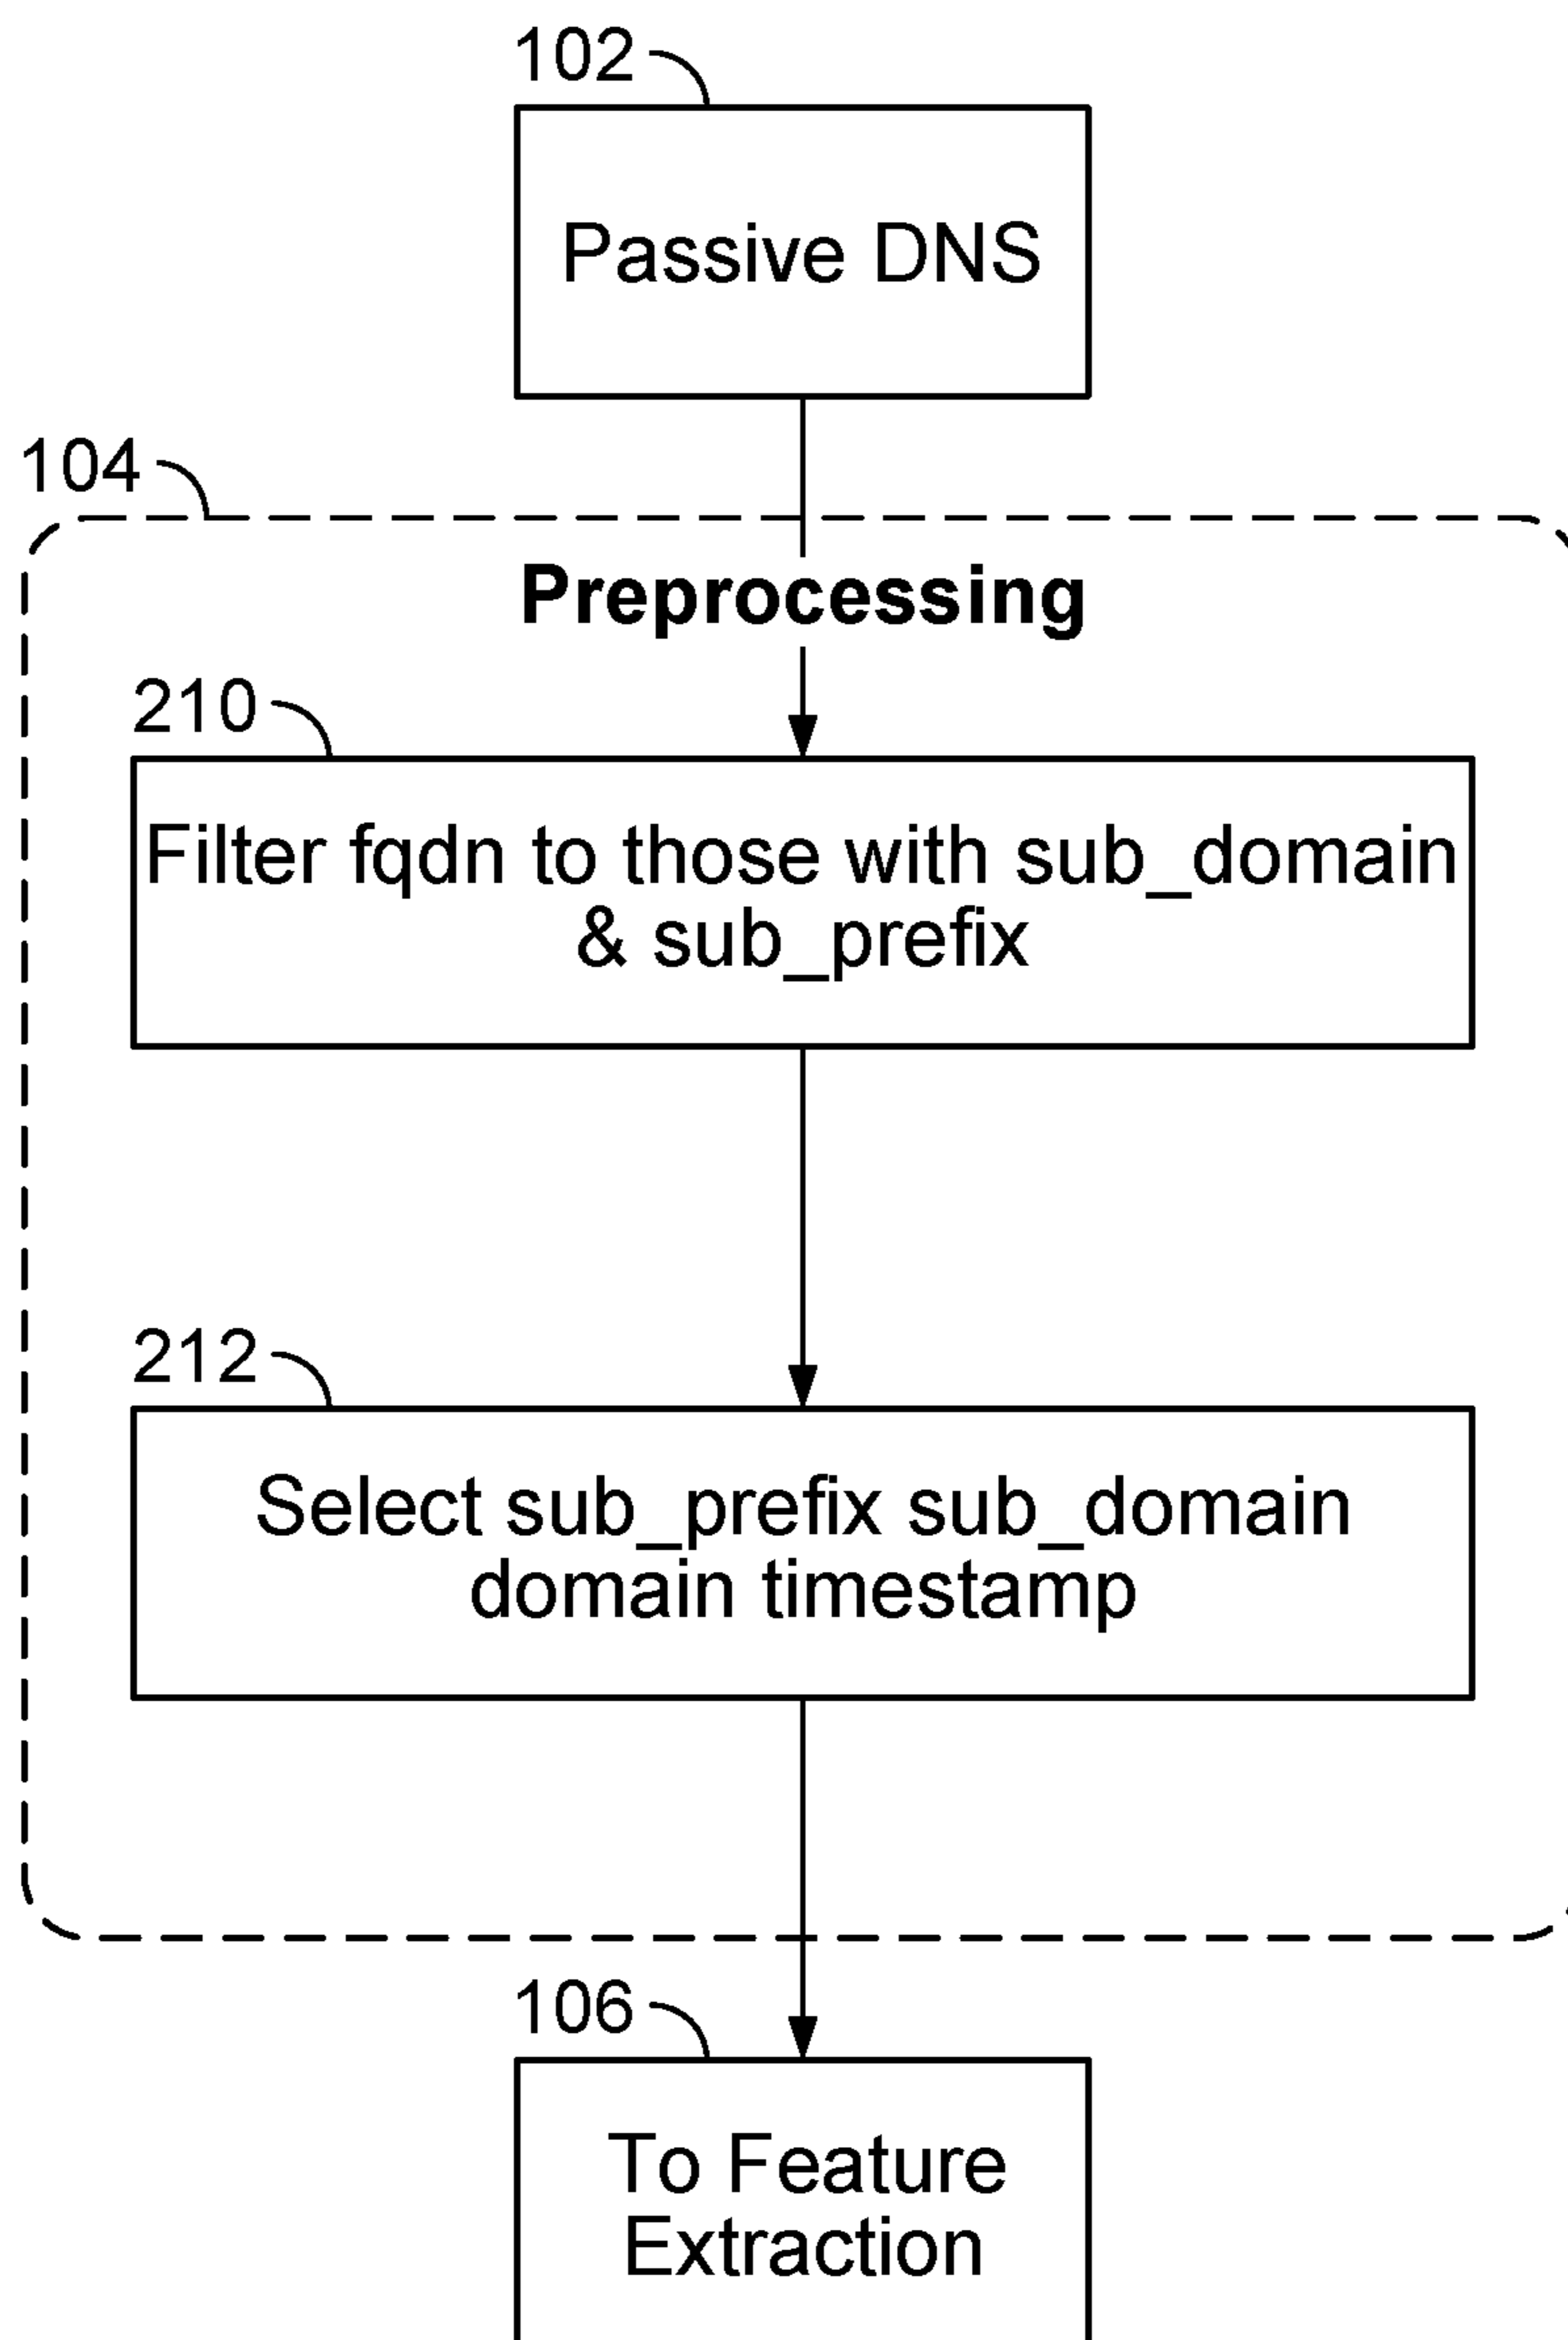 102
Passive DNS
104
Preprocessing
210
Filter fqdn to those with sub_domain
& sub_prefix
212
Select sub_prefix sub_domain
domain timestamp
106
To Feature
Extraction